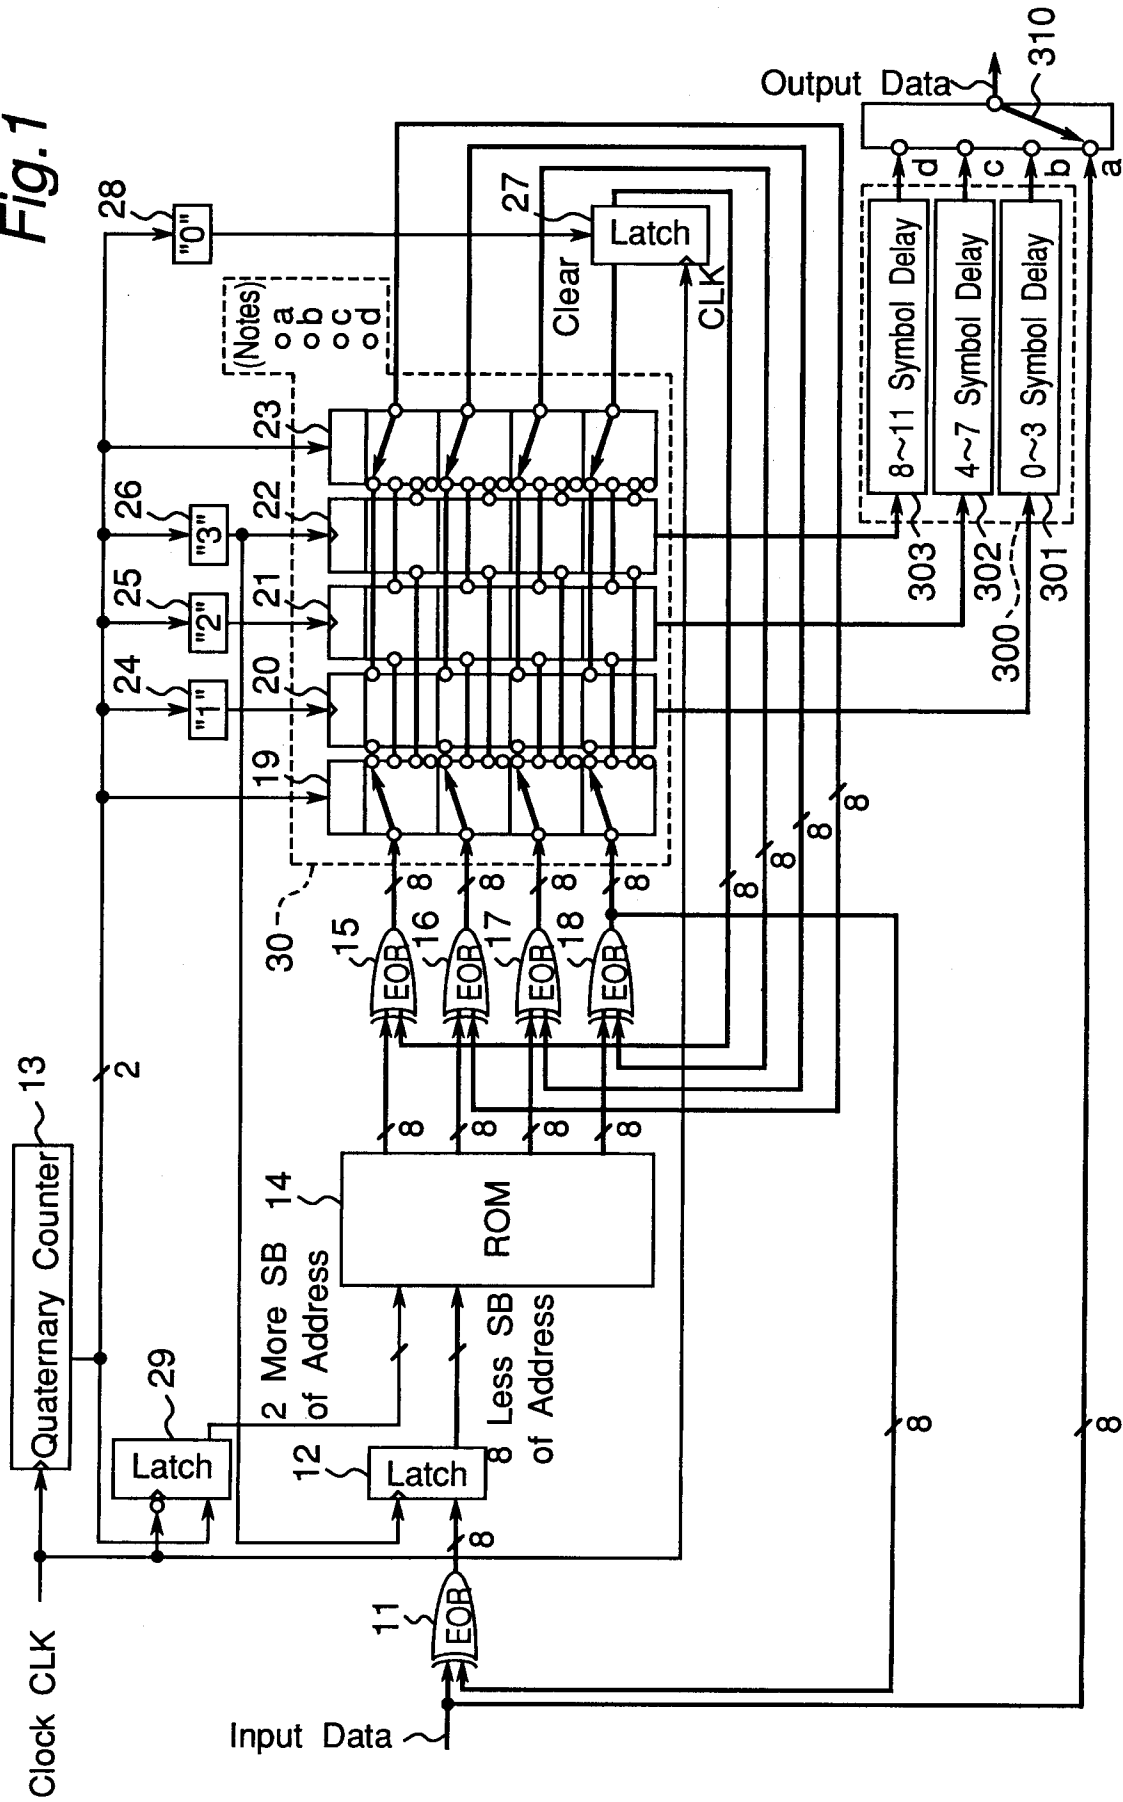 Fig.1
Clock CLK
Quaternary Counter
13
2
Latch
29
2 More SB
of Address
Latch
12
8 Less SB
of Address
8
EOR
11
Input Data
ROM
14
8
8
8
8
EOR
15
EOR
16
EOR
17
EOR
18
8
8
8
8
30
19
20
21
22
23
"1"
24
"2"
25
"3"
26
"0"
28
(Notes)
a
b
c
d
Latch
27
Clear
CLK
8
8
8
8
8
8
300
0~3 Symbol Delay
301
4~7 Symbol Delay
302
8~11 Symbol Delay
303
d
c
b
a
Output Data
310